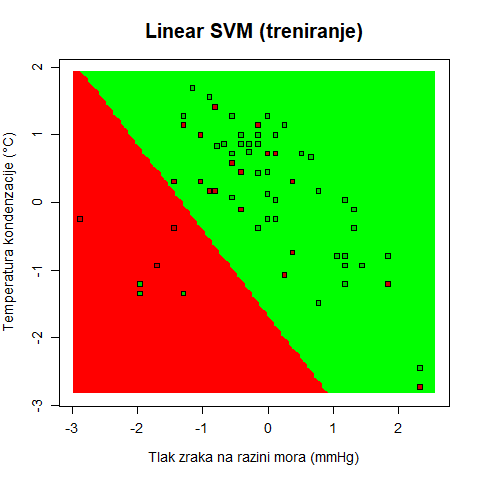 Linear SVM (treniranje)
Temperatura kondenzacije (°C)
2
1
0
-1
-2
-3
-3 -2 -1 0 1 2
Tlak zraka na razini mora (mmHg)